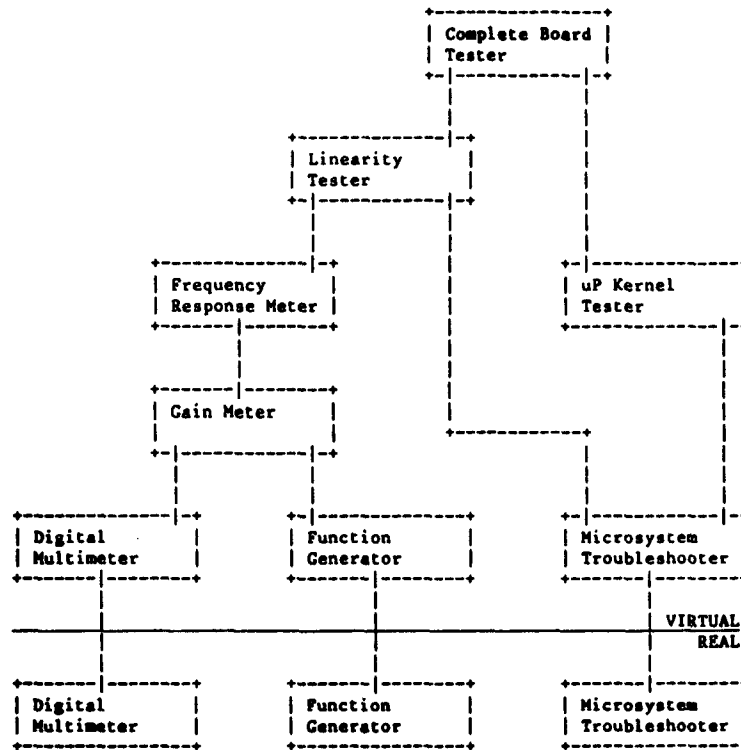 Complete Board
Tester
Linearity
Tester
Frequency
Response Meter
uP Kernel
Tester
Gain Meter
Digital
Multimeter
Function
Generator
Microsystem
Troubleshooter
VIRTUAL
REAL
Digital
Multimeter
Function
Generator
Microsystem
Troubleshooter